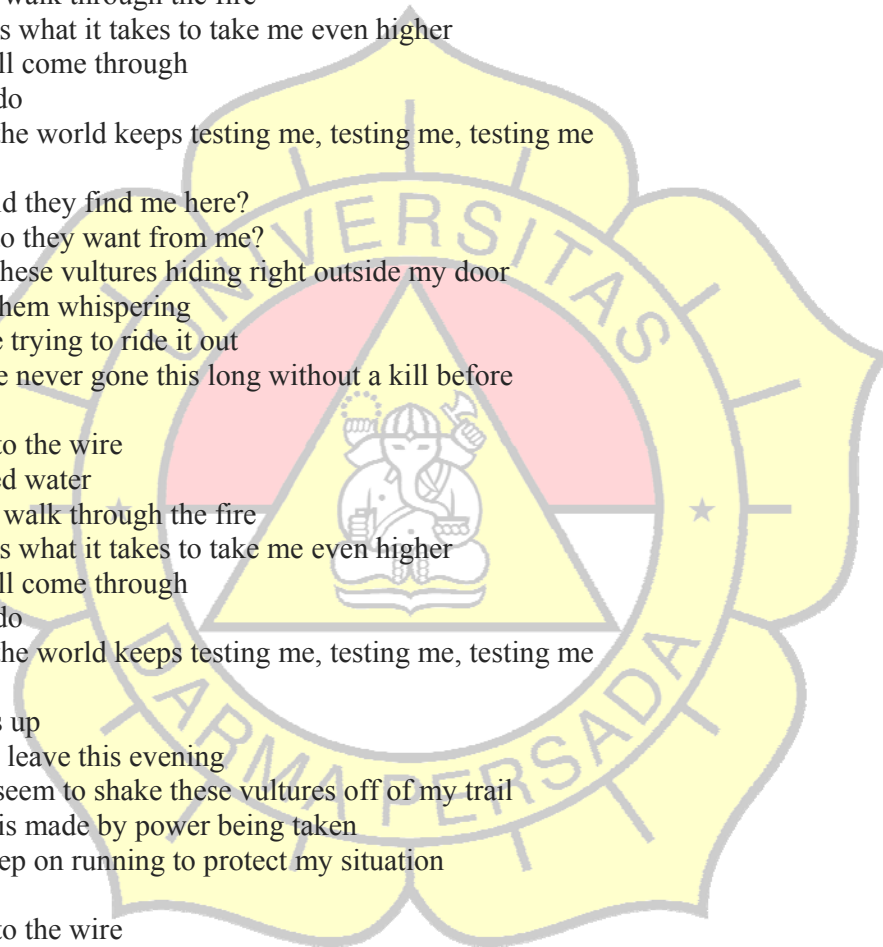 walk through the fire
s what it takes to take me even higher
ll come through
do
the world keeps testing me, testing me, testing me
id they find me here?
o they want from me?
hese vultures hiding right outside my door
hem whispering
e trying to ride it out
e never gone this long without a kill before
to the wire
ed water
walk through the fire
s what it takes to take me even higher
ll come through
do
the world keeps testing me, testing me, testing me
s up
leave this evening
seem to shake these vultures off of my trail
is made by power being taken
ep on running to protect my situation
to the wire
UNIVERSITAS
DARMA PERSADA